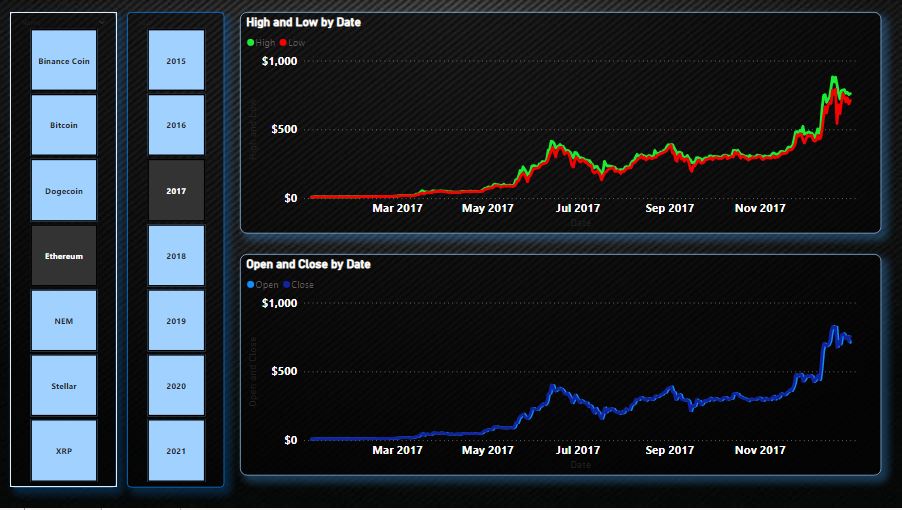 Binance Coin
Bitcoin
Dogecoin
Ethereum
NEM
Stellar
XRP
2015
2016
2017
2018
2019
2020
2021
High and Low by Date
High Low
High and Low
$1,000
$500
$0
Mar 2017 May 2017 Jul 2017 Sep 2017 Nov 2017
Date
Open and Close by Date
Open Close
Open and Close
$1,000
$500
$0
Mar 2017 May 2017 Jul 2017 Sep 2017 Nov 2017
Date